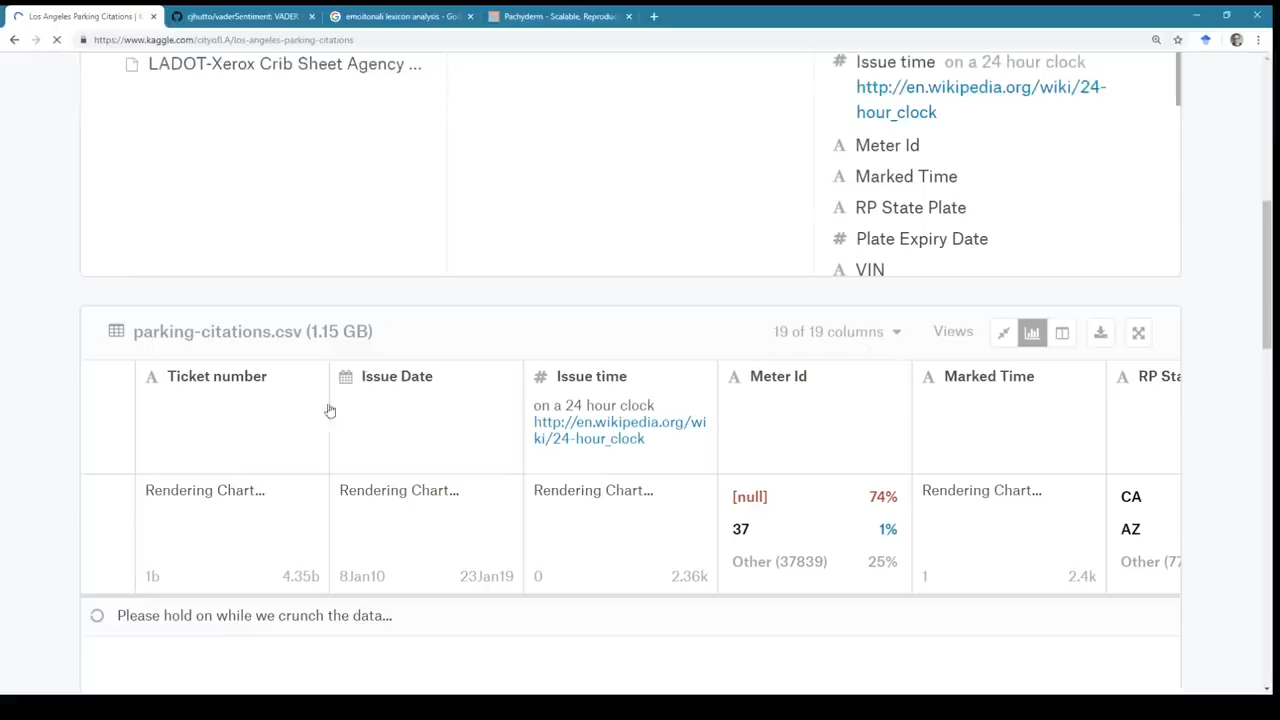 Los Angeles Parking Citations | K
cjhutto/vaderSentiment: VADER
emoitonali lexicon analysis - Goo
Pachyderm - Scalable, Reproduc
https://www.kaggle.com/cityofLA/los-angeles-parking-citations
LADOT-Xerox Crib Sheet Agency ...
# Issue time on a 24 hour clock
http://en.wikipedia.org/wiki/24-
hour_clock
A Meter Id
A Marked Time
A RP State Plate
# Plate Expiry Date
A VIN
parking-citations.csv (1.15 GB)
19 of 19 columns
Views
A Ticket number
Issue Date
# Issue time
A Meter Id
A Marked Time
A RP Sta
on a 24 hour clock
http://en.wikipedia.org/wi
ki/24-hour_clock
Rendering Chart...
1b 4.35b
Rendering Chart...
8Jan10 23Jan19
Rendering Chart...
0 2.36k
[null] 74%
37 1%
Other (37839) 25%
Rendering Chart...
1 2.4k
CA
AZ
Other (77
Please hold on while we crunch the data...